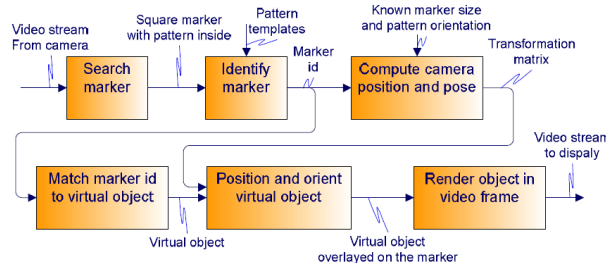 Video stream
From camera
Square marker
with pattern inside
Pattern
templates
Marker
id
Known marker size
and pattern orientation
Transformation
matrix
Search
marker
Identify
marker
Compute camera
position and pose
Match marker id
to virtual object
Position and orient
virtual object
Render object in
video frame
Video stream
to dispaly
Virtual object
Virtual object
overlayed on the marker